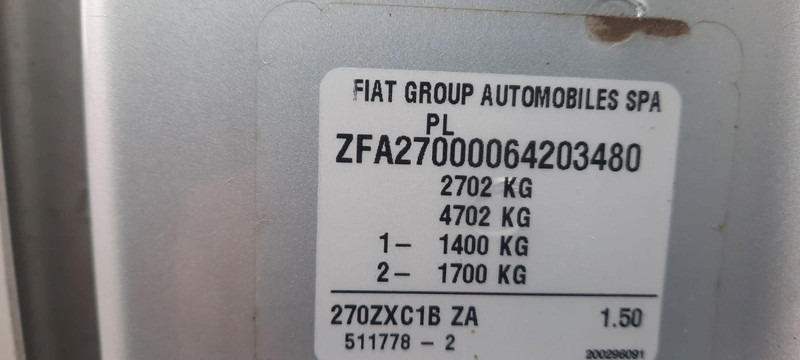 FIAT GROUP AUTOMOBILES SPA
PL
ZFA27000064203480
2702 KG
4702 KG
1- 1400 KG
2- 1700 KG
270ZXC1B ZA 1.50
511778 - 2
200296091